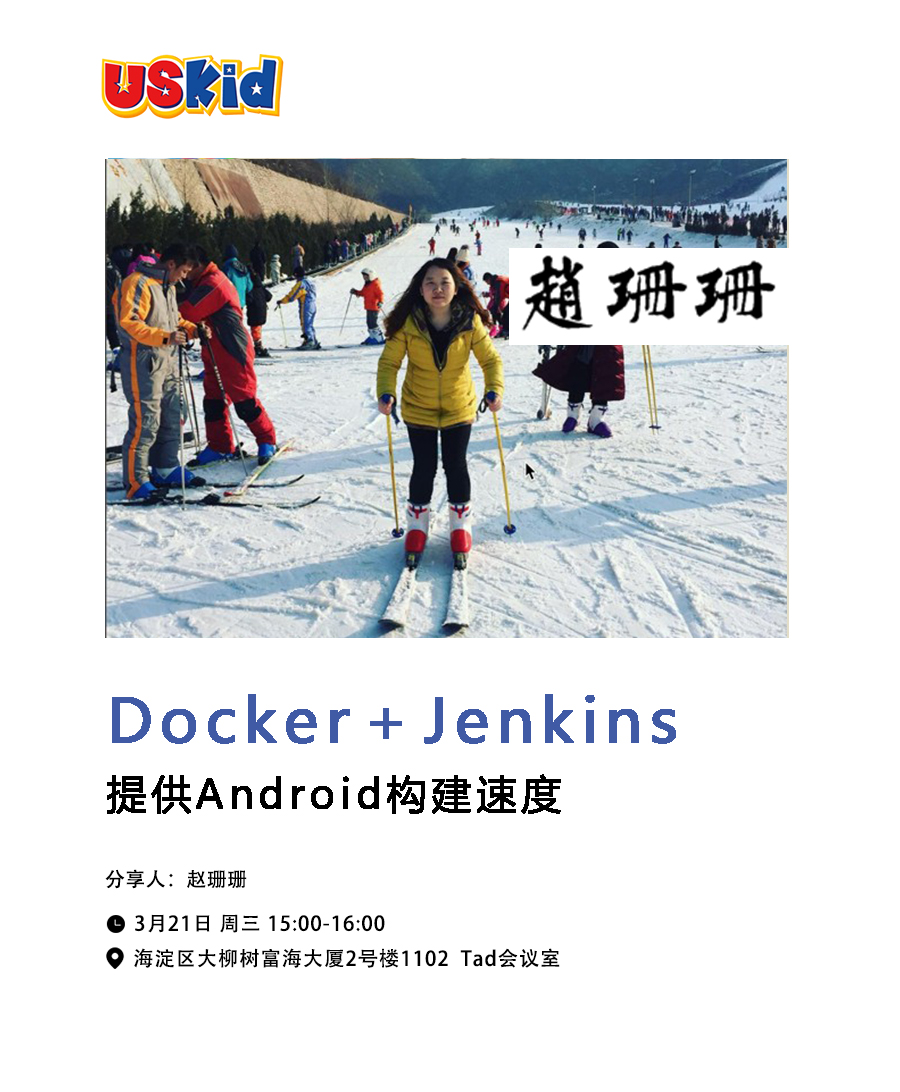 USKid
趙珊珊
Docker+Jenkins
提供Android构建速度
分享人：赵珊珊
3月21日 周三 15:00-16:00
海淀区大柳树富海大厦2号楼1102 Tad会议室